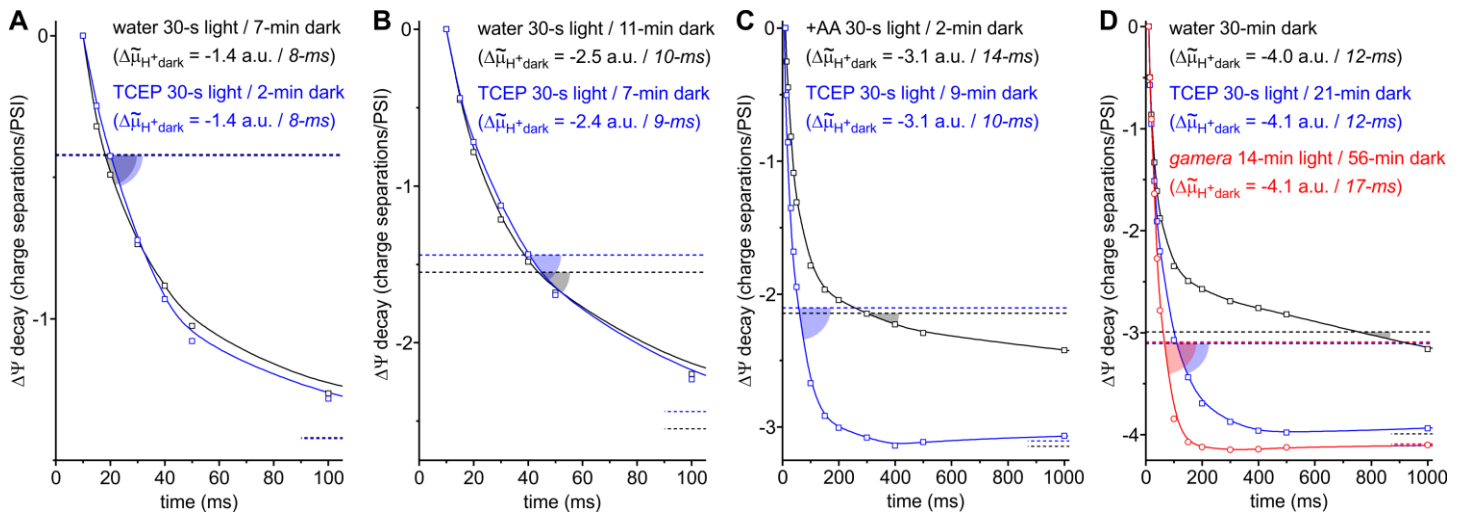 A
water 30-s light / 7-min dark
(Δμ̃H⁺dark = -1.4 a.u. / 8-ms)
TCEP 30-s light / 2-min dark
(Δμ̃H⁺dark = -1.4 a.u. / 8-ms)
ΔΨ decay (charge separations/PSI)
0
-1
0 20 40 60 80 100
time (ms)
B
water 30-s light / 11-min dark
(Δμ̃H⁺dark = -2.5 a.u. / 10-ms)
TCEP 30-s light / 7-min dark
(Δμ̃H⁺dark = -2.4 a.u. / 9-ms)
ΔΨ decay (charge separations/PSI)
0
-1
-2
0 20 40 60 80 100
time (ms)
C
+AA 30-s light / 2-min dark
(Δμ̃H⁺dark = -3.1 a.u. / 14-ms)
TCEP 30-s light / 9-min dark
(Δμ̃H⁺dark = -3.1 a.u. / 10-ms)
ΔΨ decay (charge separations/PSI)
0
-1
-2
-3
0 200 400 600 800 1000
time (ms)
D
water 30-min dark
(Δμ̃H⁺dark = -4.0 a.u. / 12-ms)
TCEP 30-s light / 21-min dark
(Δμ̃H⁺dark = -4.1 a.u. / 12-ms)
gamera 14-min light / 56-min dark
(Δμ̃H⁺dark = -4.1 a.u. / 17-ms)
ΔΨ decay (charge separations/PSI)
0
-1
-2
-3
-4
0 200 400 600 800 1000
time (ms)